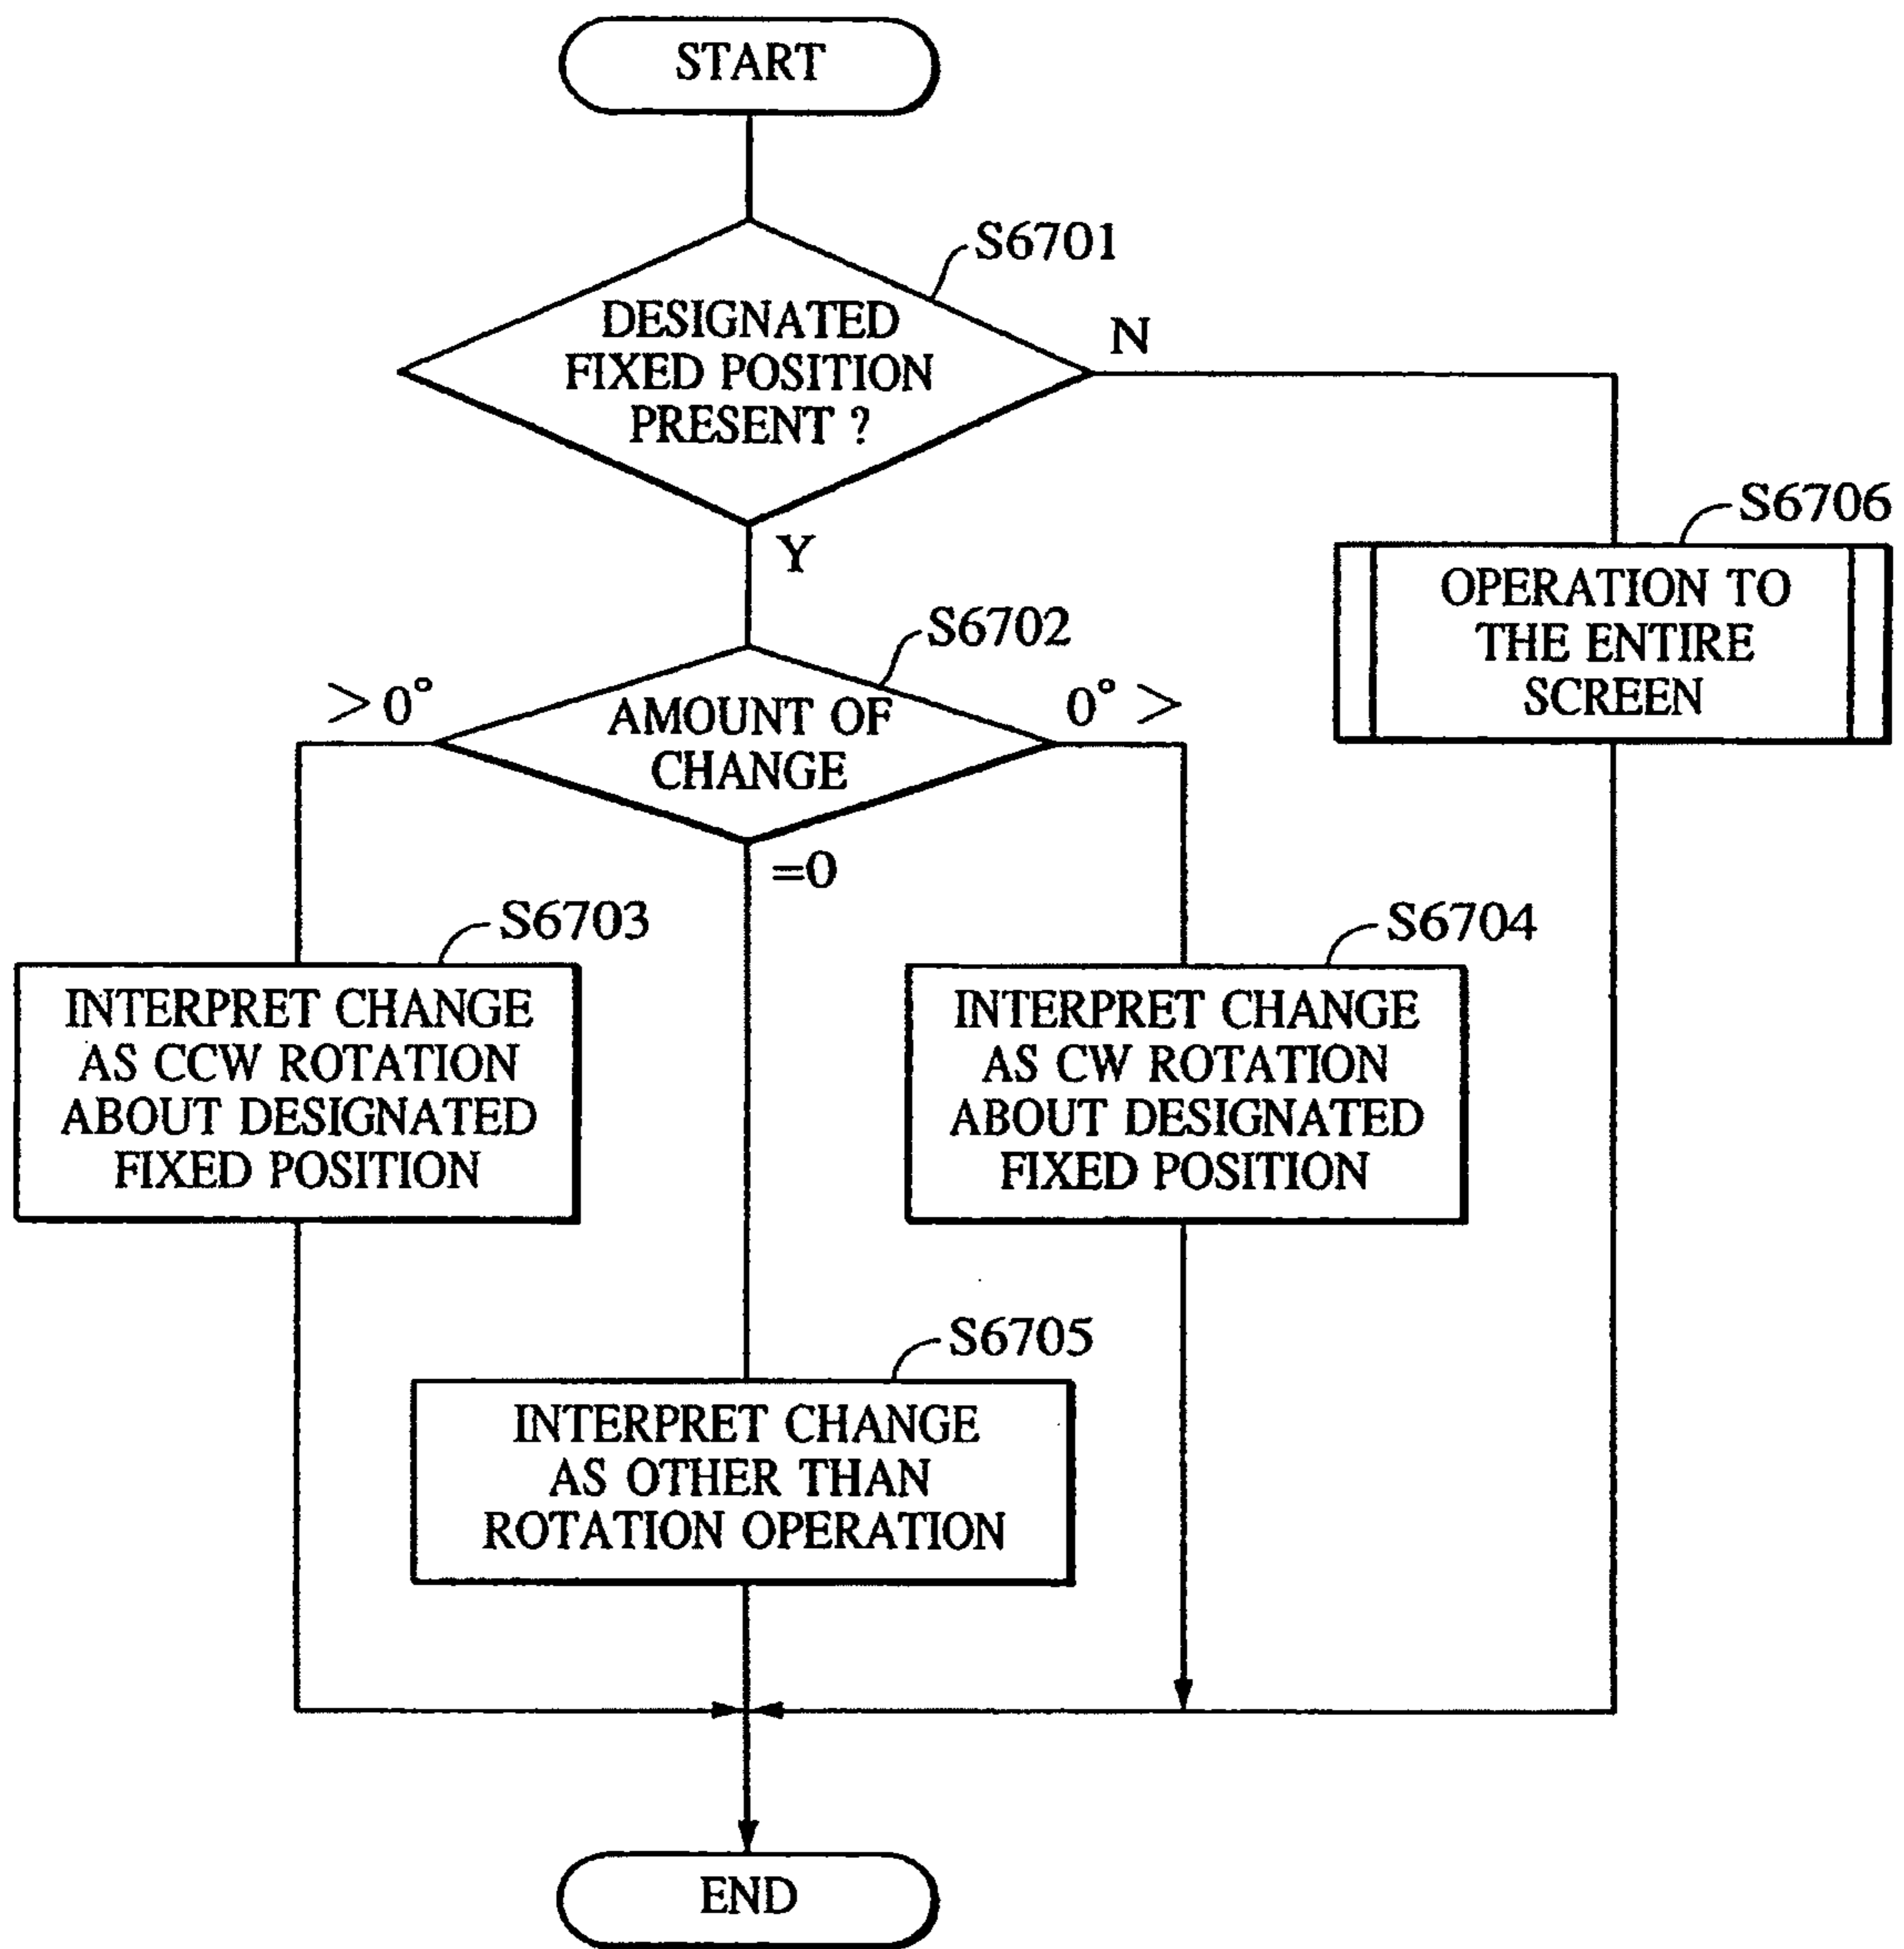 START
S6701
DESIGNATED
FIXED POSITION
PRESENT ?
N
Y
S6706
OPERATION TO
THE ENTIRE
SCREEN
S6702
>0°
AMOUNT OF
CHANGE
0° >
=0
S6703
INTERPRET CHANGE
AS CCW ROTATION
ABOUT DESIGNATED
FIXED POSITION
S6704
INTERPRET CHANGE
AS CW ROTATION
ABOUT DESIGNATED
FIXED POSITION
S6705
INTERPRET CHANGE
AS OTHER THAN
ROTATION OPERATION
END